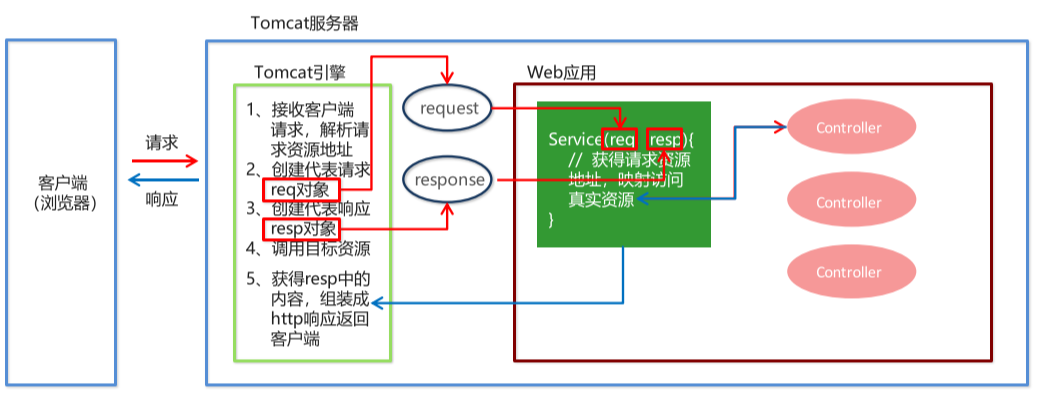 Tomcat服务器
Tomcat引擎
Web应用
1、接收客户端
请求，解析请
求资源地址
2、创建代表请求
req对象
3、创建代表响应
resp对象
4、调用目标资源
5、获得resp中的
内容，组装成
http响应返回
客户端
请求
响应
客户端
（浏览器）
request
response
Service(req resp){
// 获得请求资源
地址，映射访问
真实资源
}
Controller
Controller
Controller